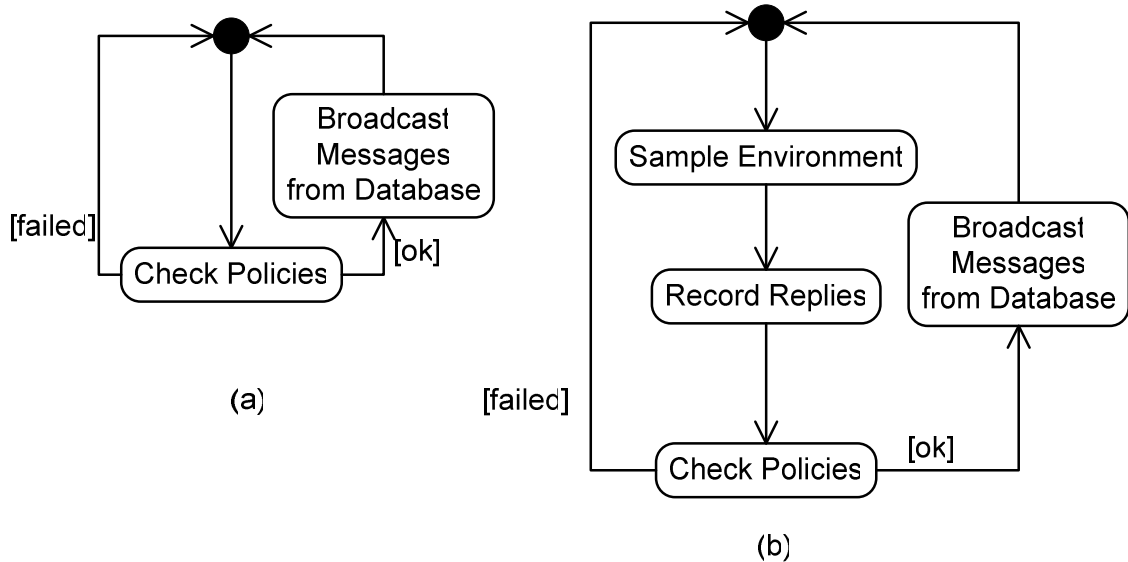 Broadcast
Messages
from Database
[failed]
[ok]
Check Policies
(a)
Sample Environment
Broadcast
Messages
from Database
Record Replies
[failed]
[ok]
Check Policies
(b)